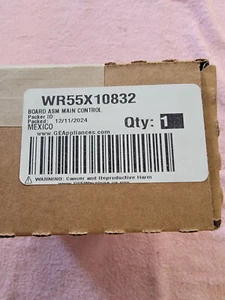 WR55X10832
BOARD ASM MAIN CONTROL
Packer ID
Packed: 12/11/2024
MEXICO
Qty: 1
www.GEAppliances.com
WARNING: Cancer and Reproductive Harm